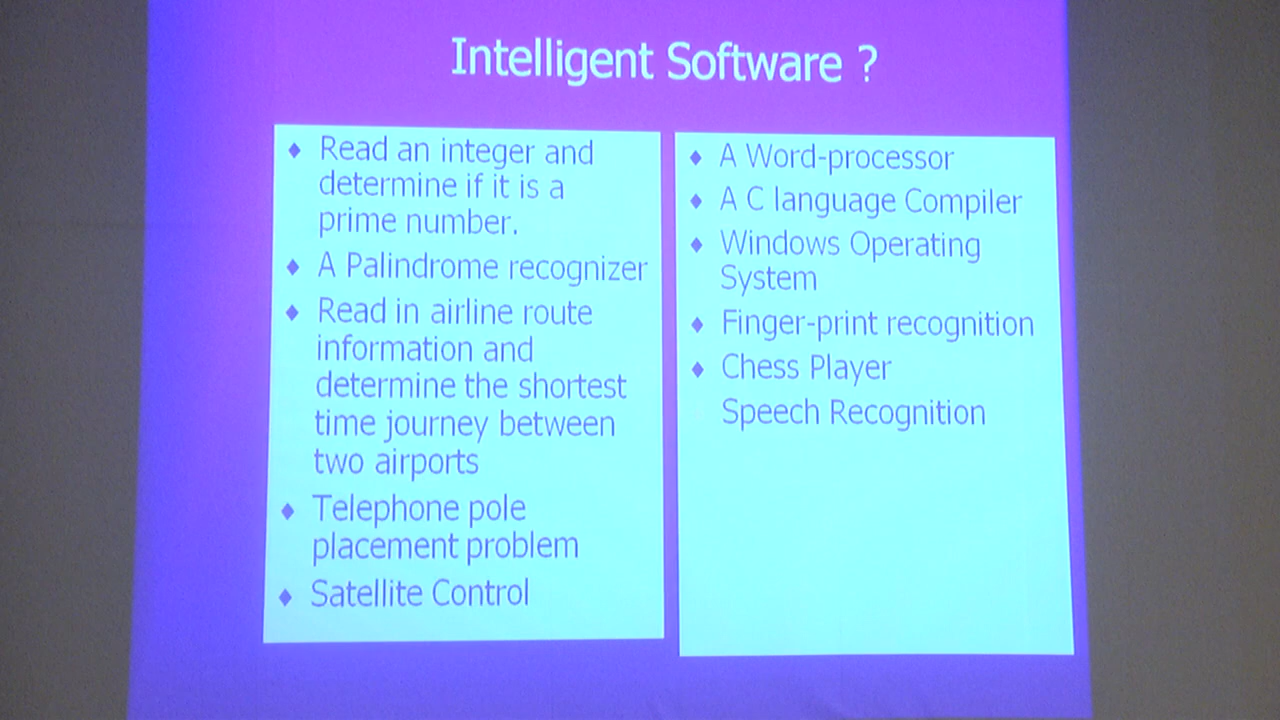 Intelligent Software ?
♦ Read an integer and
determine if it is a
prime number.
♦ A Palindrome recognizer
♦ Read in airline route
information and
determine the shortest
time journey between
two airports
♦ Telephone pole
placement problem
♦ Satellite Control
♦ A Word-processor
♦ A C language Compiler
♦ Windows Operating
System
♦ Finger-print recognition
♦ Chess Player
Speech Recognition